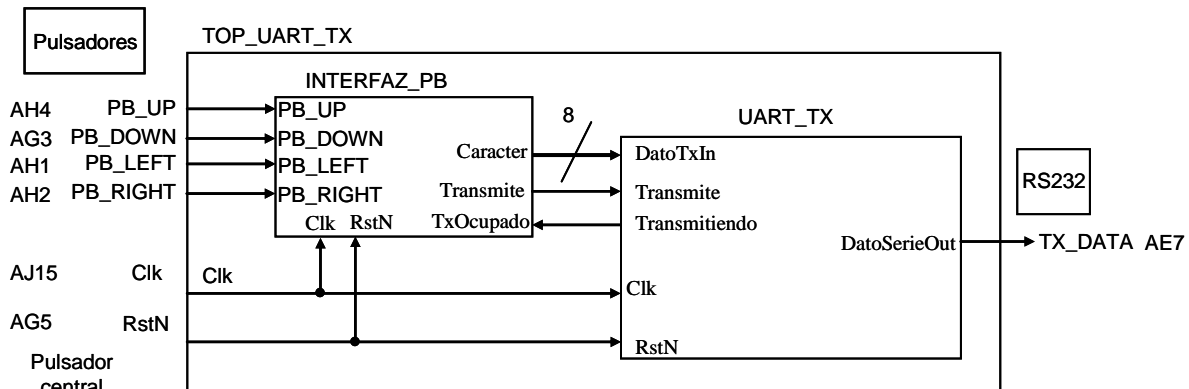 Pulsadores
TOP_UART_TX
INTERFAZ_PB
AH4 PB_UP PB_UP
AG3 PB_DOWN PB_DOWN
AH1 PB_LEFT PB_LEFT
AH2 PB_RIGHT PB_RIGHT
Caracter
Transmite
TxOcupado
Clk RstN
8
UART_TX
DatoTxIn
Transmite
Transmitiendo
DatoSerieOut
Clk
RstN
RS232
TX_DATA AE7
AJ15 Clk Clk
AG5 RstN
Pulsador
central